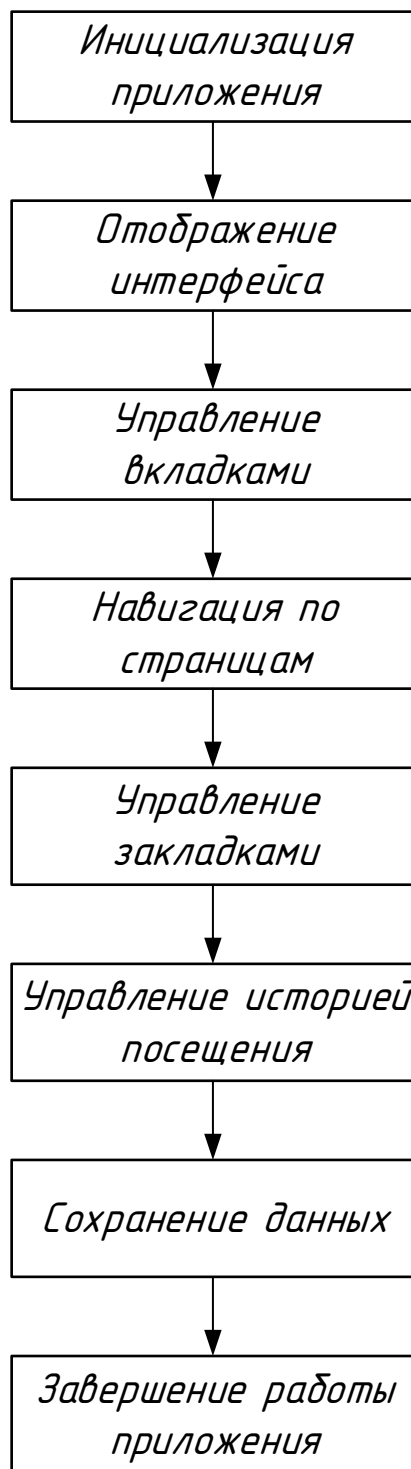 Инициализация
приложения
Отображение
интерфейса
Управление
вкладками
Навигация по
страницам
Управление
закладками
Управление историей
посещения
Сохранение данных
Завершение работы
приложения